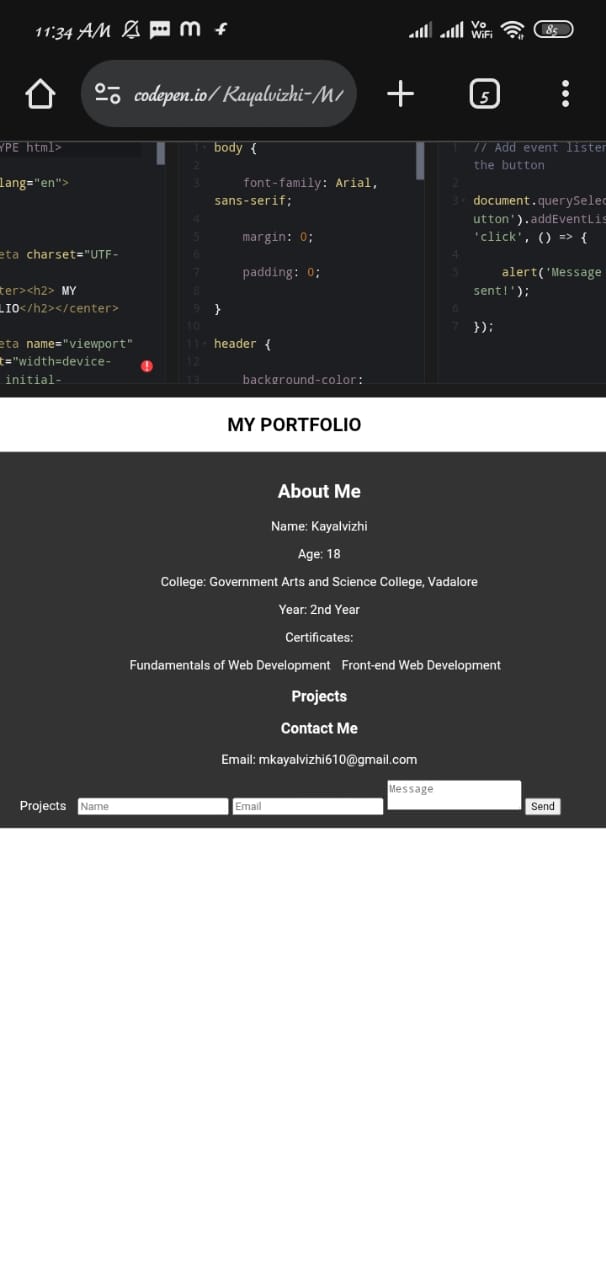 11:34 AM
Vo WiFi 85
codepen.io/ Kayalvizhi-M/
5
YPE html>
lang="en">
eta charset="UTF-
ter><h2> MY
LIO</h2></center>
eta name="viewport"
t="width=device-
initial-
1 body {
2
3 font-family: Arial,
sans-serif;
4
5 margin: 0;
6
7 padding: 0;
8
9 }
10
11 header {
12
13 background-color:
1 // Add event listen
the button
2
3 document.querySelec
utton').addEventLis
'click', () => {
4
5 alert('Message
sent!');
6
7 });
MY PORTFOLIO
About Me
Name: Kayalvizhi
Age: 18
College: Government Arts and Science College, Vadalore
Year: 2nd Year
Certificates:
Fundamentals of Web Development Front-end Web Development
Projects
Contact Me
Email: mkayalvizhi610@gmail.com
Projects Name Email Message Send